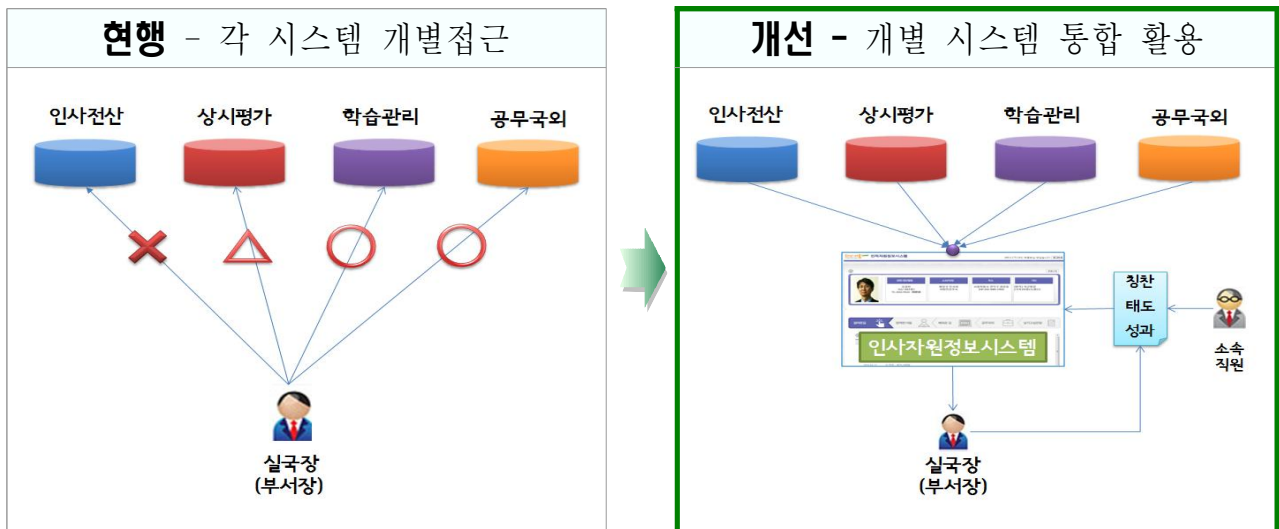 현행 - 각 시스템 개별접근
인사전산
상시평가
학습관리
공무국외
실국장
(부서장)
개선 - 개별 시스템 통합 활용
인사전산
상시평가
학습관리
공무국외
인사자원정보시스템
칭찬
태도
성과
소속
직원
실국장
(부서장)